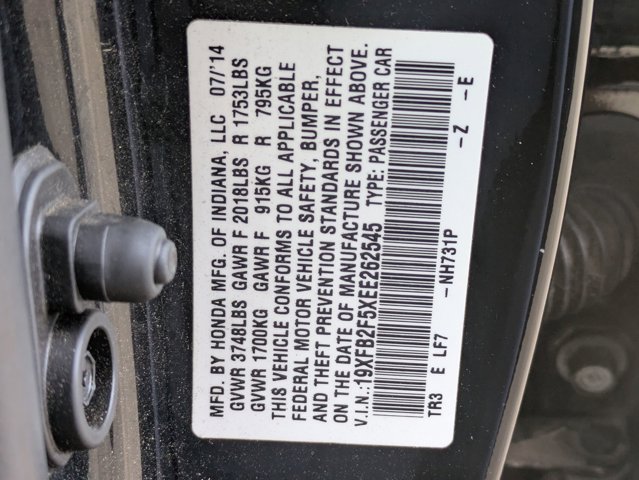 MFD. BY HONDA MFG. OF INDIANA, LLC 07/14
GVWR 3748LBS GAWR F 2018LBS R 1753LBS
GVWR 1700KG GAWR F 915KG R 795KG
THIS VEHICLE CONFORMS TO ALL APPLICABLE
FEDERAL MOTOR VEHICLE SAFETY, BUMPER,
AND THEFT PREVENTION STANDARDS IN EFFECT
ON THE DATE OF MANUFACTURE SHOWN ABOVE.
V.I.N.: 19XFB2F5XEE262545 TYPE: PASSENGER CAR
TR3 E LF7 -NH731P -Z -E